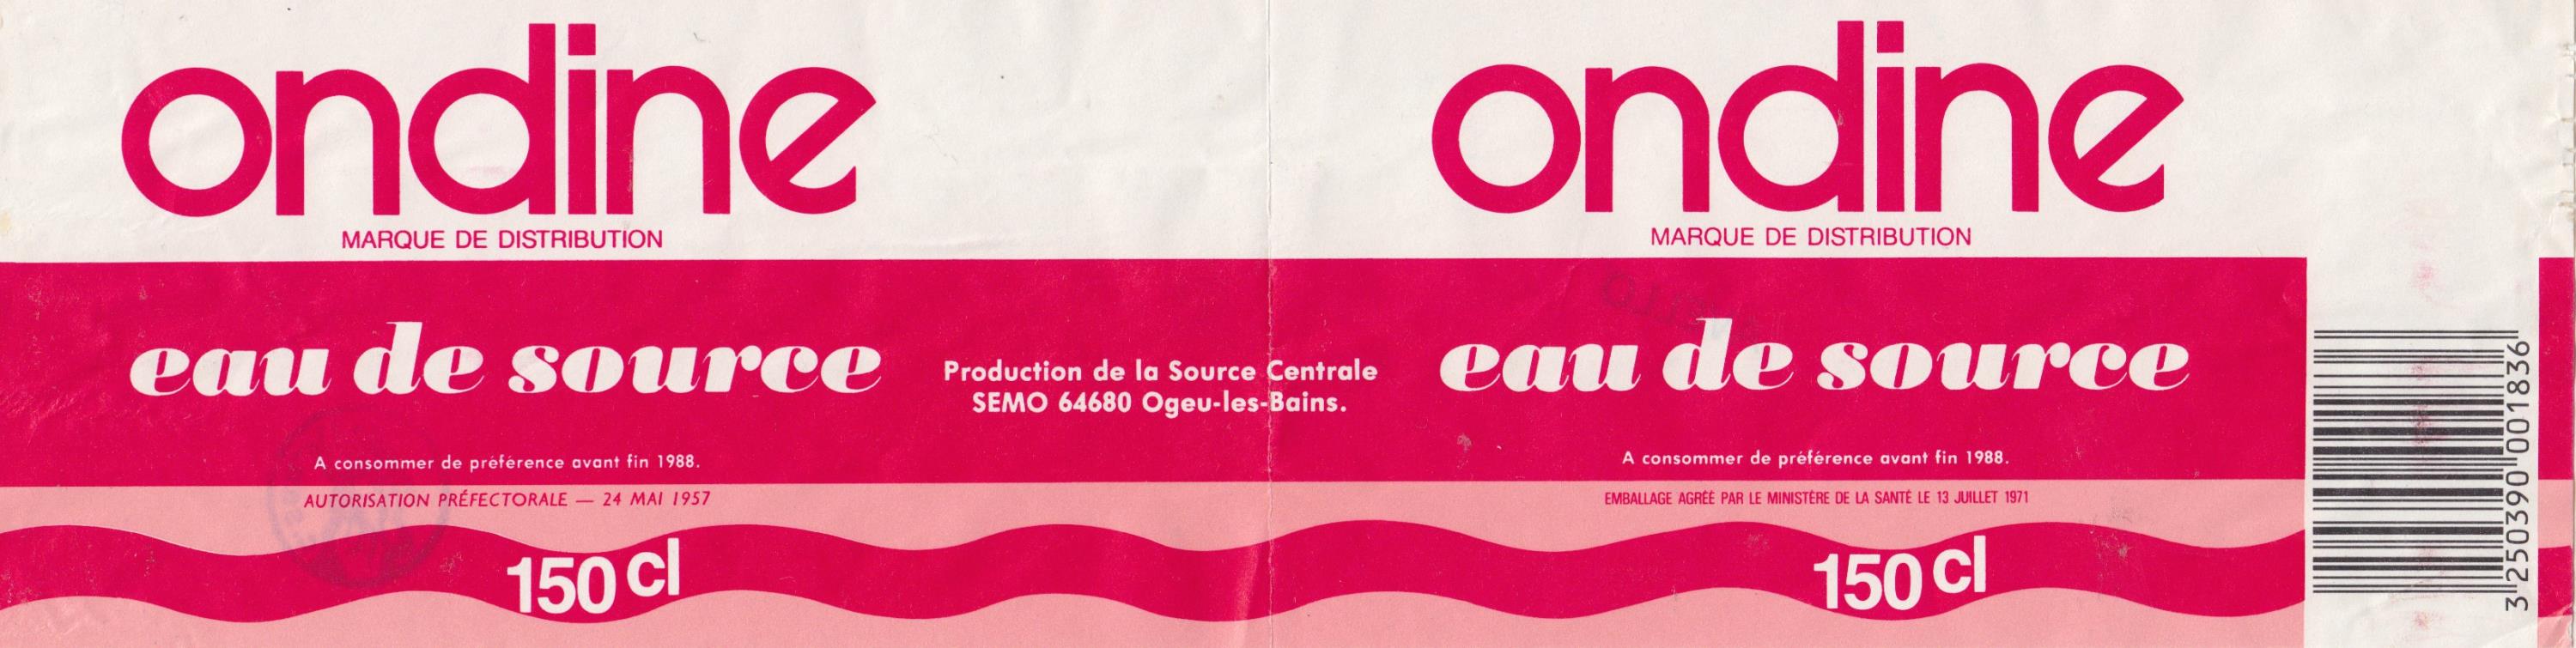 ondine
MARQUE DE DISTRIBUTION
eau de source
A consommer de préférence avant fin 1988.
AUTORISATION PRÉFECTORALE — 24 MAI 1957
150 cl
Production de la Source Centrale
SEMO 64680 Ogeu-les-Bains.
ondine
MARQUE DE DISTRIBUTION
eau de source
A consommer de préférence avant fin 1988.
EMBALLAGE AGRÉÉ PAR LE MINISTÈRE DE LA SANTÉ LE 13 JUILLET 1971
150 cl
3 250390 001836